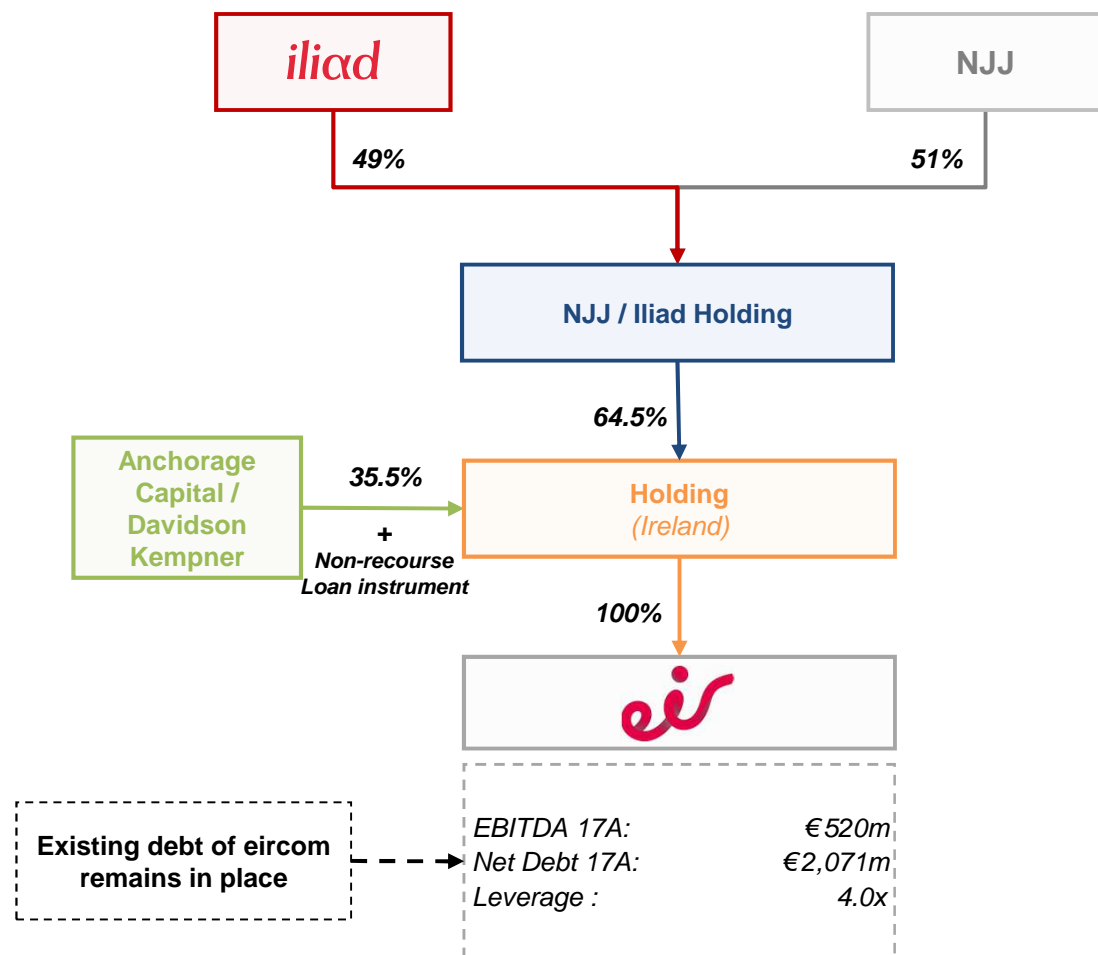 iliad
NJJ
49%
51%
NJJ / Iliad Holding
64.5%
Anchorage
Capital /
Davidson
Kempner
35.5%
+
Non-recourse
Loan instrument
Holding
(Ireland)
100%
eir
Existing debt of eircom
remains in place
EBITDA 17A: €520m
Net Debt 17A: €2,071m
Leverage : 4.0x